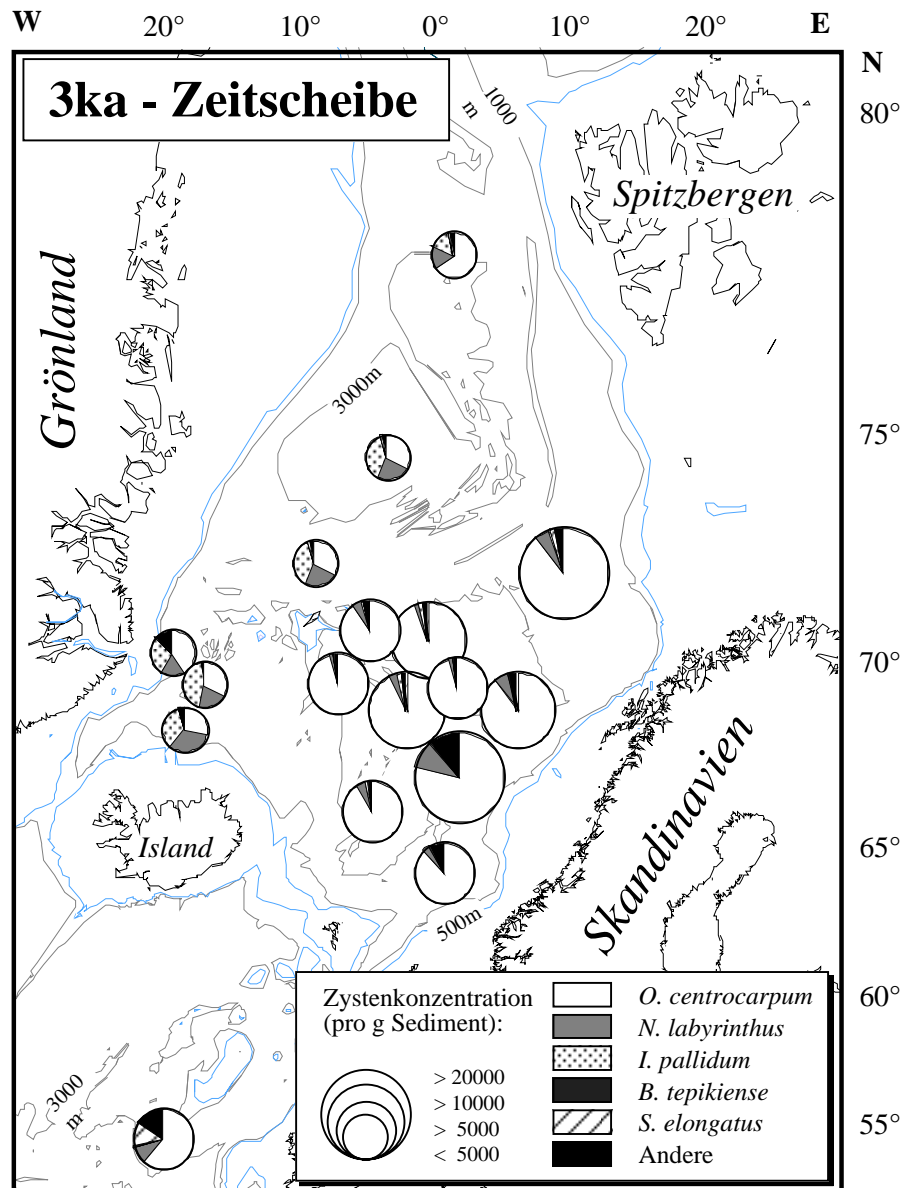 W 20° 10° 0° 10° 20° E
N
3ka - Zeitscheibe
1000
m
80°
Spitzbergen
Grönland
3000m
75°
70°
Skandinavien
Island
65°
500m
60°
3000
m
55°
Zystenkonzentration
(pro g Sediment):
> 20000
> 10000
> 5000
< 5000
O. centrocarpum
N. labyrinthus
I. pallidum
B. tepikiense
S. elongatus
Andere